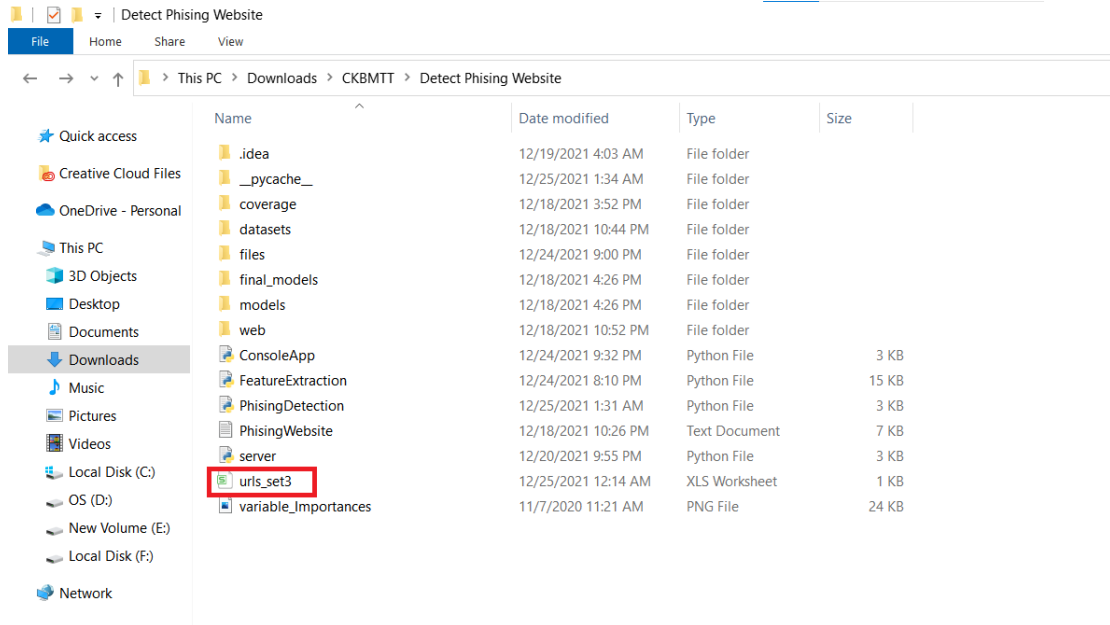 Detect Phising Website
File Home Share View
This PC Downloads CKBMTT Detect Phising Website
Name Date modified Type Size
Quick access
Creative Cloud Files
OneDrive - Personal
This PC
3D Objects
Desktop
Documents
Downloads
Music
Pictures
Videos
Local Disk (C:)
OS (D:)
New Volume (E:)
Local Disk (F:)
Network
.idea 12/19/2021 4:03 AM File folder
__pycache__ 12/25/2021 1:34 AM File folder
coverage 12/18/2021 3:52 PM File folder
datasets 12/18/2021 10:44 PM File folder
files 12/24/2021 9:00 PM File folder
final_models 12/18/2021 4:26 PM File folder
models 12/18/2021 4:26 PM File folder
web 12/18/2021 10:52 PM File folder
ConsoleApp 12/24/2021 9:32 PM Python File 3 KB
FeatureExtraction 12/24/2021 8:10 PM Python File 15 KB
PhisingDetection 12/25/2021 1:31 AM Python File 3 KB
PhisingWebsite 12/18/2021 10:26 PM Text Document 7 KB
server 12/20/2021 9:55 PM Python File 3 KB
urls_set3 12/25/2021 12:14 AM XLS Worksheet 1 KB
variable_Importances 11/7/2020 11:21 AM PNG File 24 KB